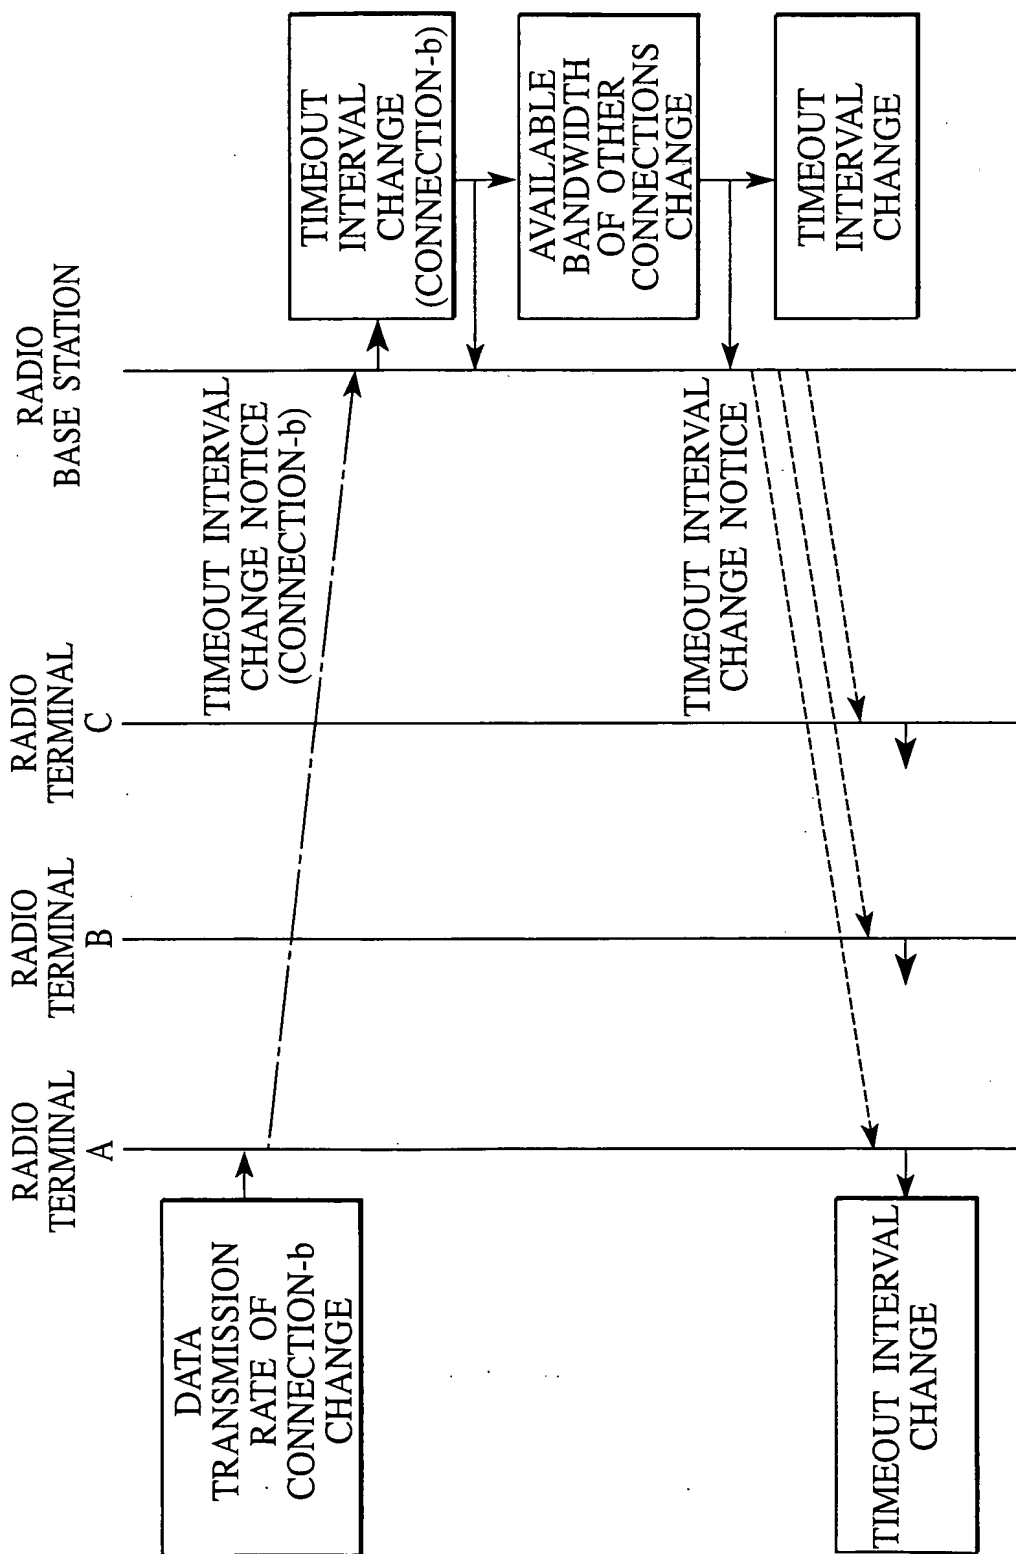 RADIO
TERMINAL
A
RADIO
TERMINAL
B
RADIO
TERMINAL
C
RADIO
BASE STATION
DATA
TRANSMISSION
RATE OF
CONNECTION-b
CHANGE
TIMEOUT INTERVAL
CHANGE NOTICE
(CONNECTION-b)
TIMEOUT
INTERVAL
CHANGE
(CONNECTION-b)
AVAILABLE
BANDWIDTH
OF OTHER
CONNECTIONS
CHANGE
TIMEOUT INTERVAL
CHANGE NOTICE
TIMEOUT
INTERVAL
CHANGE
TIMEOUT INTERVAL
CHANGE